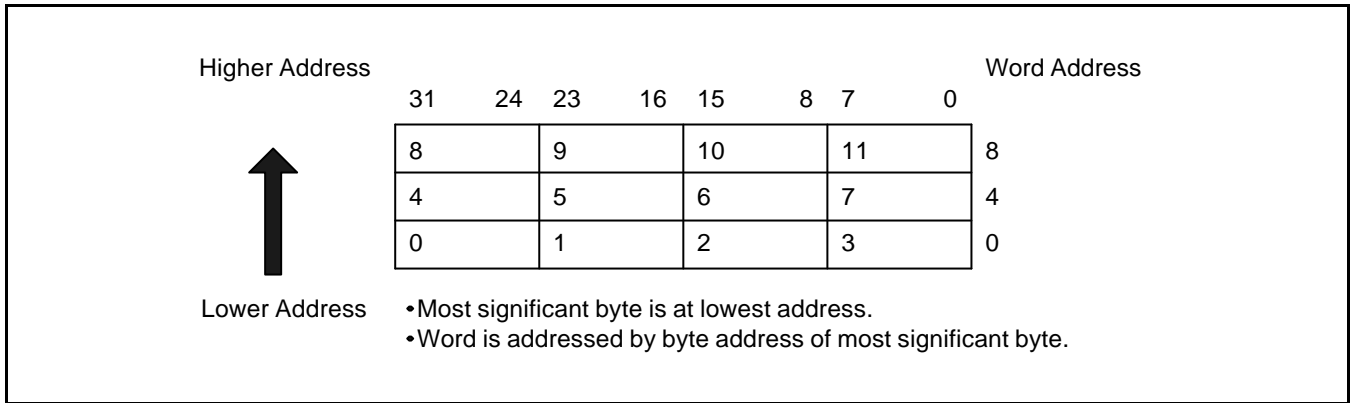 Higher Address Word Address
31 24 23 16 15 8 7 0
8 9 10 11 8
4 5 6 7 4
0 1 2 3 0
Lower Address •Most significant byte is at lowest address.
•Word is addressed by byte address of most significant byte.